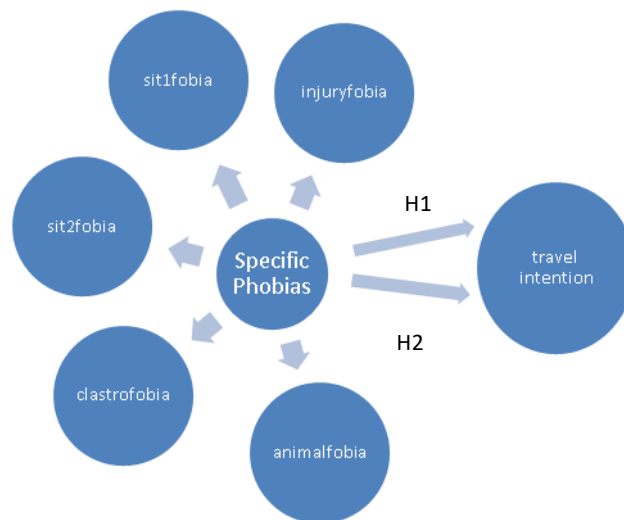 sit1fobia
injuryfobia
H1
sit2fobia
Specific
Phobias
travel
intention
H2
clastrofobia
animalfobia